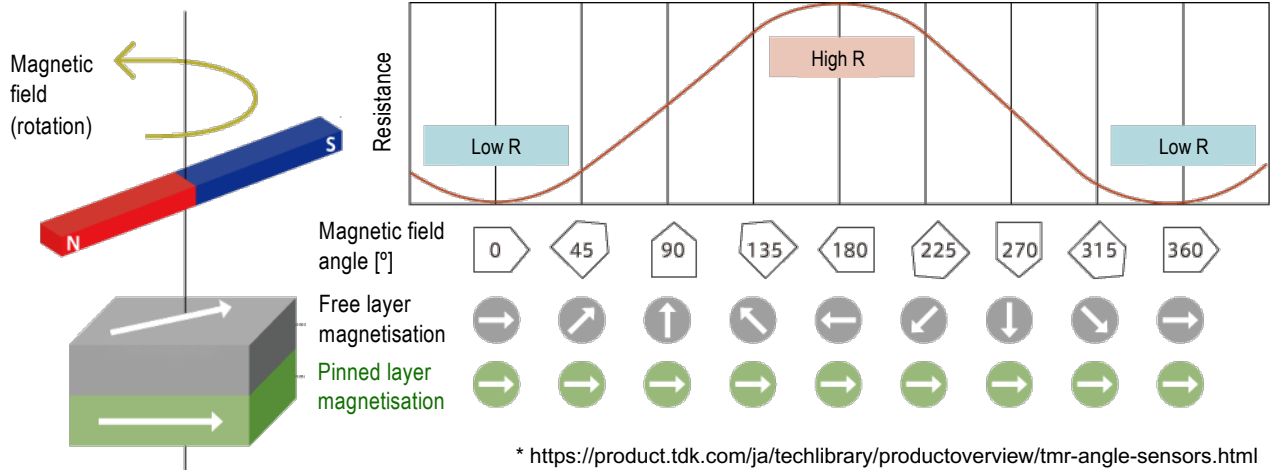 Magnetic
field
(rotation)
N
S
Resistance
Low R
High R
Low R
Magnetic field
angle [º]
0
45
90
135
180
225
270
315
360
Free layer
magnetisation
Pinned layer
magnetisation
* https://product.tdk.com/ja/techlibrary/productoverview/tmr-angle-sensors.html